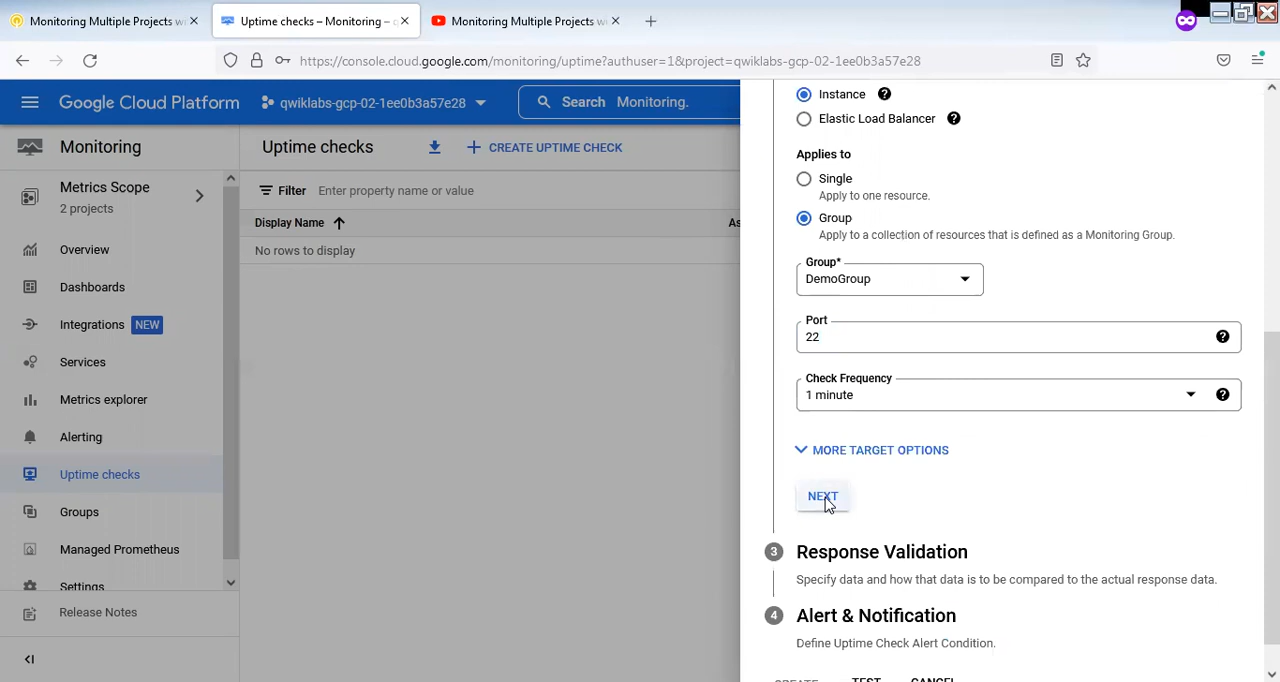 Monitoring Multiple Projects w
Uptime checks – Monitoring – q
Monitoring Multiple Projects w
https://console.cloud.google.com/monitoring/uptime?authuser=1&project=qwiklabs-gcp-02-1ee0b3a57e28
Google Cloud Platform
qwiklabs-gcp-02-1ee0b3a57e28
Search Monitoring.
Monitoring
Metrics Scope
2 projects
Overview
Dashboards
Integrations NEW
Services
Metrics explorer
Alerting
Uptime checks
Groups
Managed Prometheus
Settings
Release Notes
Uptime checks
CREATE UPTIME CHECK
Filter Enter property name or value
Display Name
As
No rows to display
Instance
Elastic Load Balancer
Applies to
Single
Apply to one resource.
Group
Apply to a collection of resources that is defined as a Monitoring Group.
Group*
DemoGroup
Port
22
Check Frequency
1 minute
MORE TARGET OPTIONS
NEXT
3 Response Validation
Specify data and how that data is to be compared to the actual response data.
4 Alert & Notification
Define Uptime Check Alert Condition.
CREATE TEST CANCEL